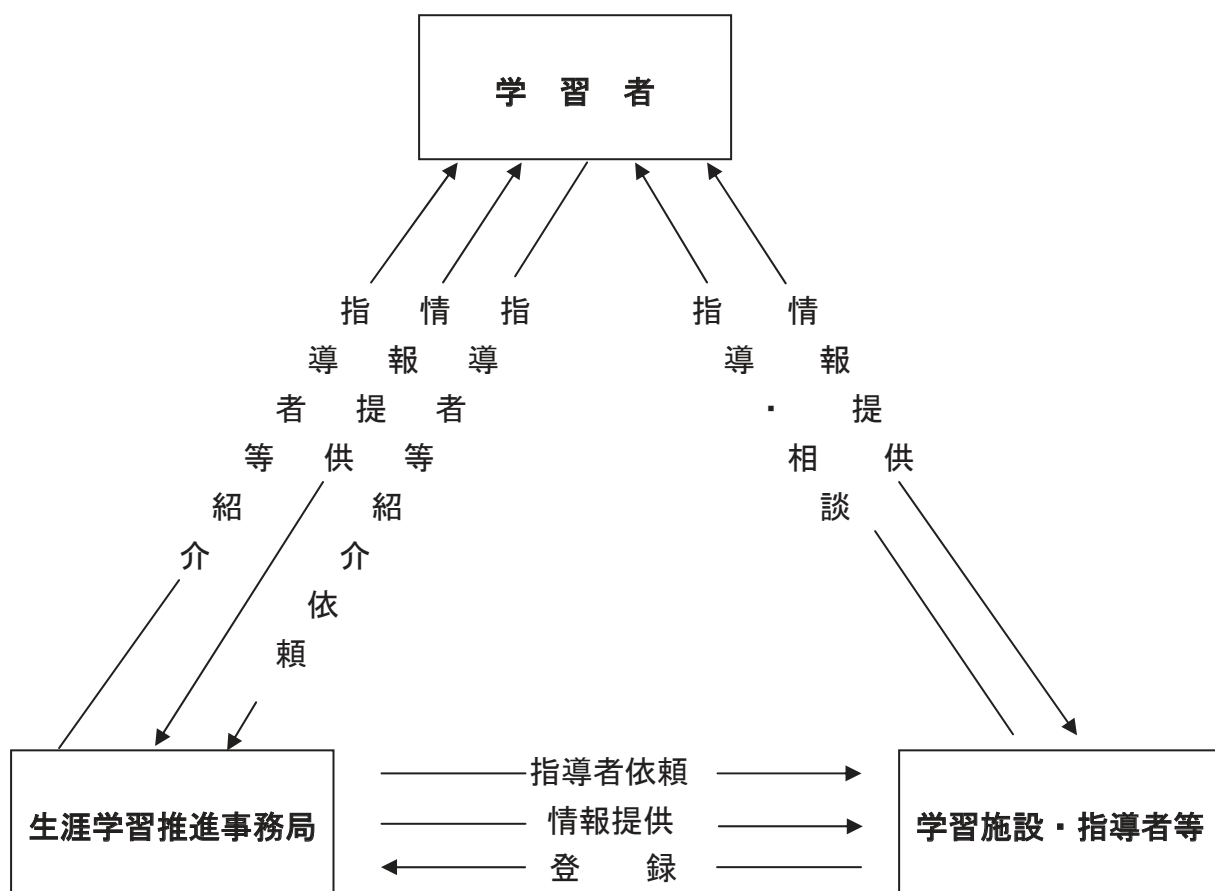 学 習 者
指導者等紹介
情報提供
指導者等紹介介依頼
指導・相談
情報提供
指導者依頼
情報提供
登 録
生涯学習推進事務局
学習施設・指導者等